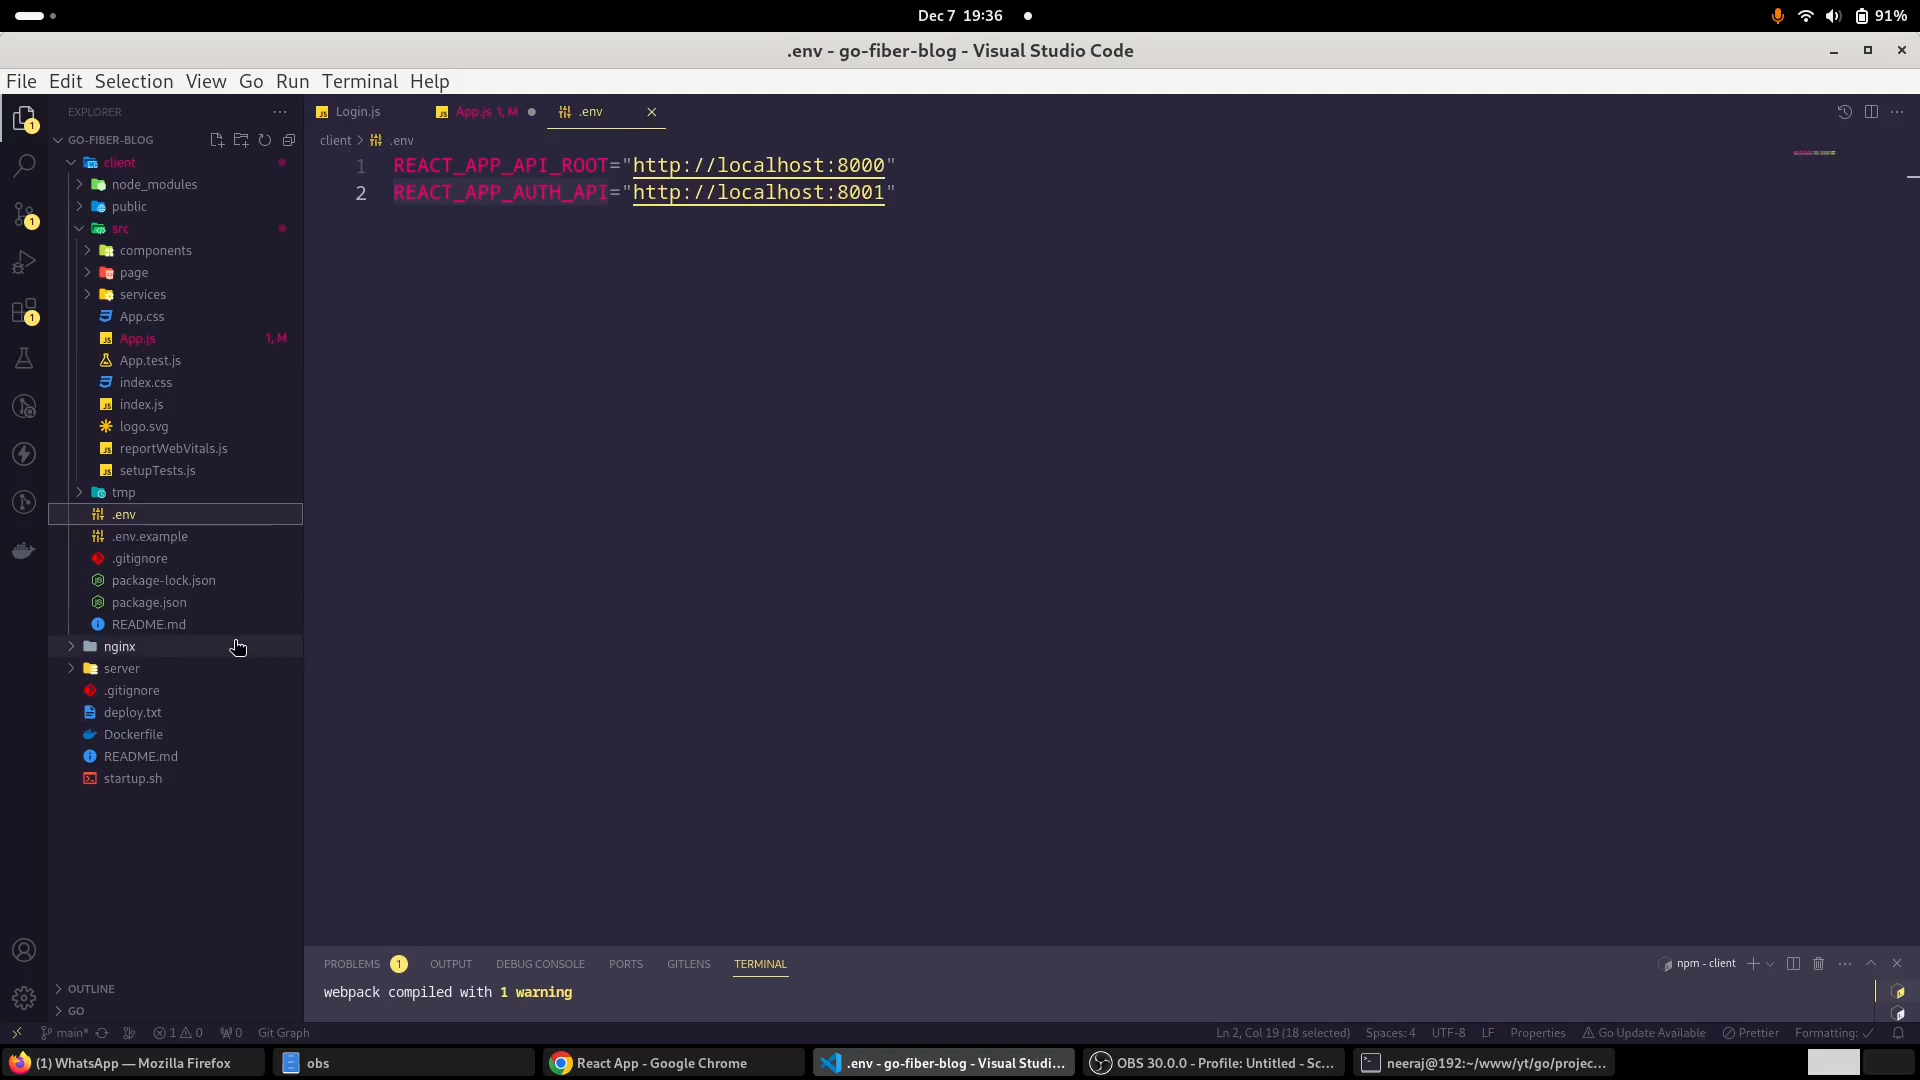 Dec 7 19:36
91%
.env - go-fiber-blog - Visual Studio Code
File Edit Selection View Go Run Terminal Help
EXPLORER
Login.js
App.js 1, M
.env
GO-FIBER-BLOG
client > .env
client
node_modules
public
src
components
page
services
App.css
App.js 1, M
App.test.js
index.css
index.js
logo.svg
reportWebVitals.js
setupTests.js
tmp
.env
.env.example
.gitignore
package-lock.json
package.json
README.md
nginx
server
.gitignore
deploy.txt
Dockerfile
README.md
startup.sh
OUTLINE
GO
1
1
1
1 REACT_APP_API_ROOT="http://localhost:8000"
2 REACT_APP_AUTH_API="http://localhost:8001"
PROBLEMS 1 OUTPUT DEBUG CONSOLE PORTS GITLENS TERMINAL
npm - client
webpack compiled with 1 warning
main* 1 0 0 Git Graph
Ln 2, Col 19 (18 selected) Spaces: 4 UTF-8 LF Properties Go Update Available Prettier Formatting: ✓
(1) WhatsApp — Mozilla Firefox
obs
React App - Google Chrome
.env - go-fiber-blog - Visual Studi...
OBS 30.0.0 - Profile: Untitled - Sc...
neeraj@192:~/www/yt/go/projec...